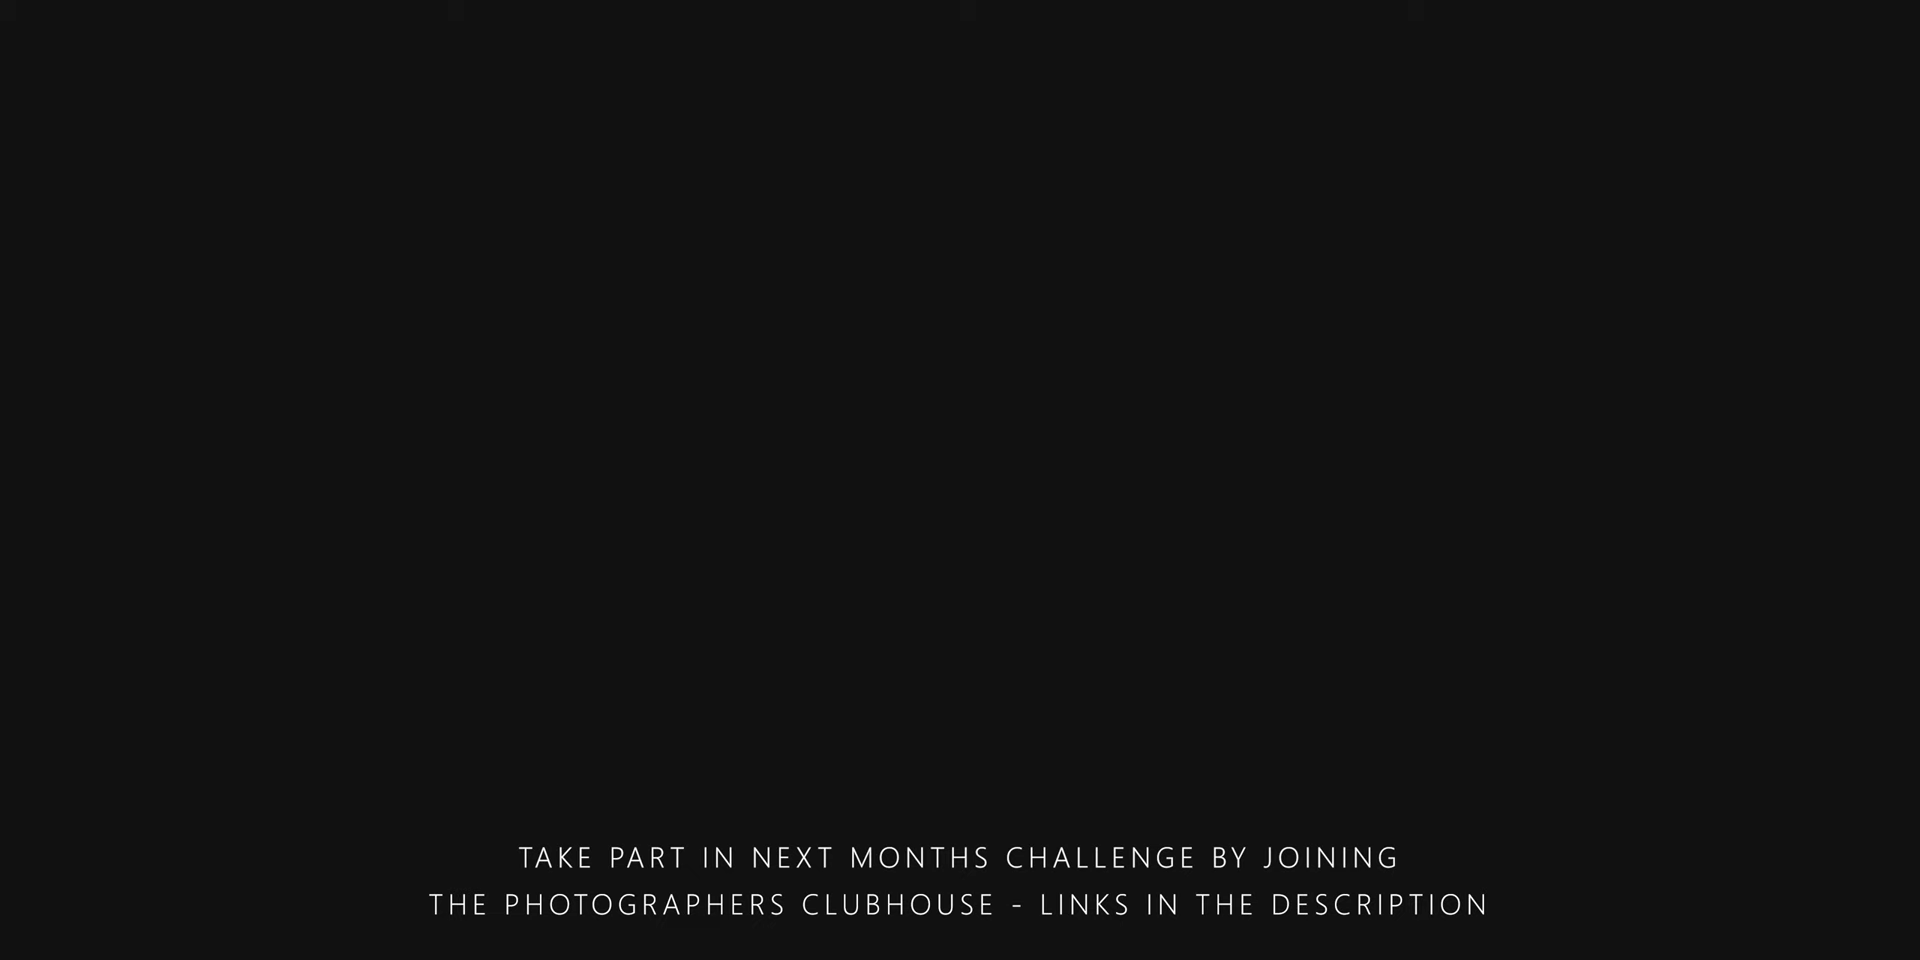 TAKE PART IN NEXT MONTHS CHALLENGE BY JOINING
THE PHOTOGRAPHERS CLUBHOUSE - LINKS IN THE DESCRIPTION